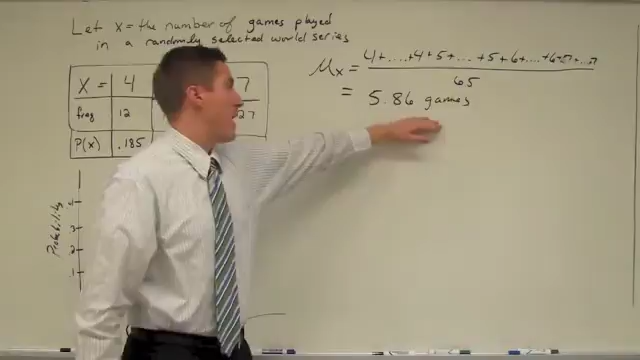 Let X = the number of games played
in a randomly selected world series
X = 4 7
freq 12 27
P(x) .185
Probability
.4
.3
.2
.1
μx = 4+....+4+5+...+5+6+....+6+7+...+7
65
= 5.86 games